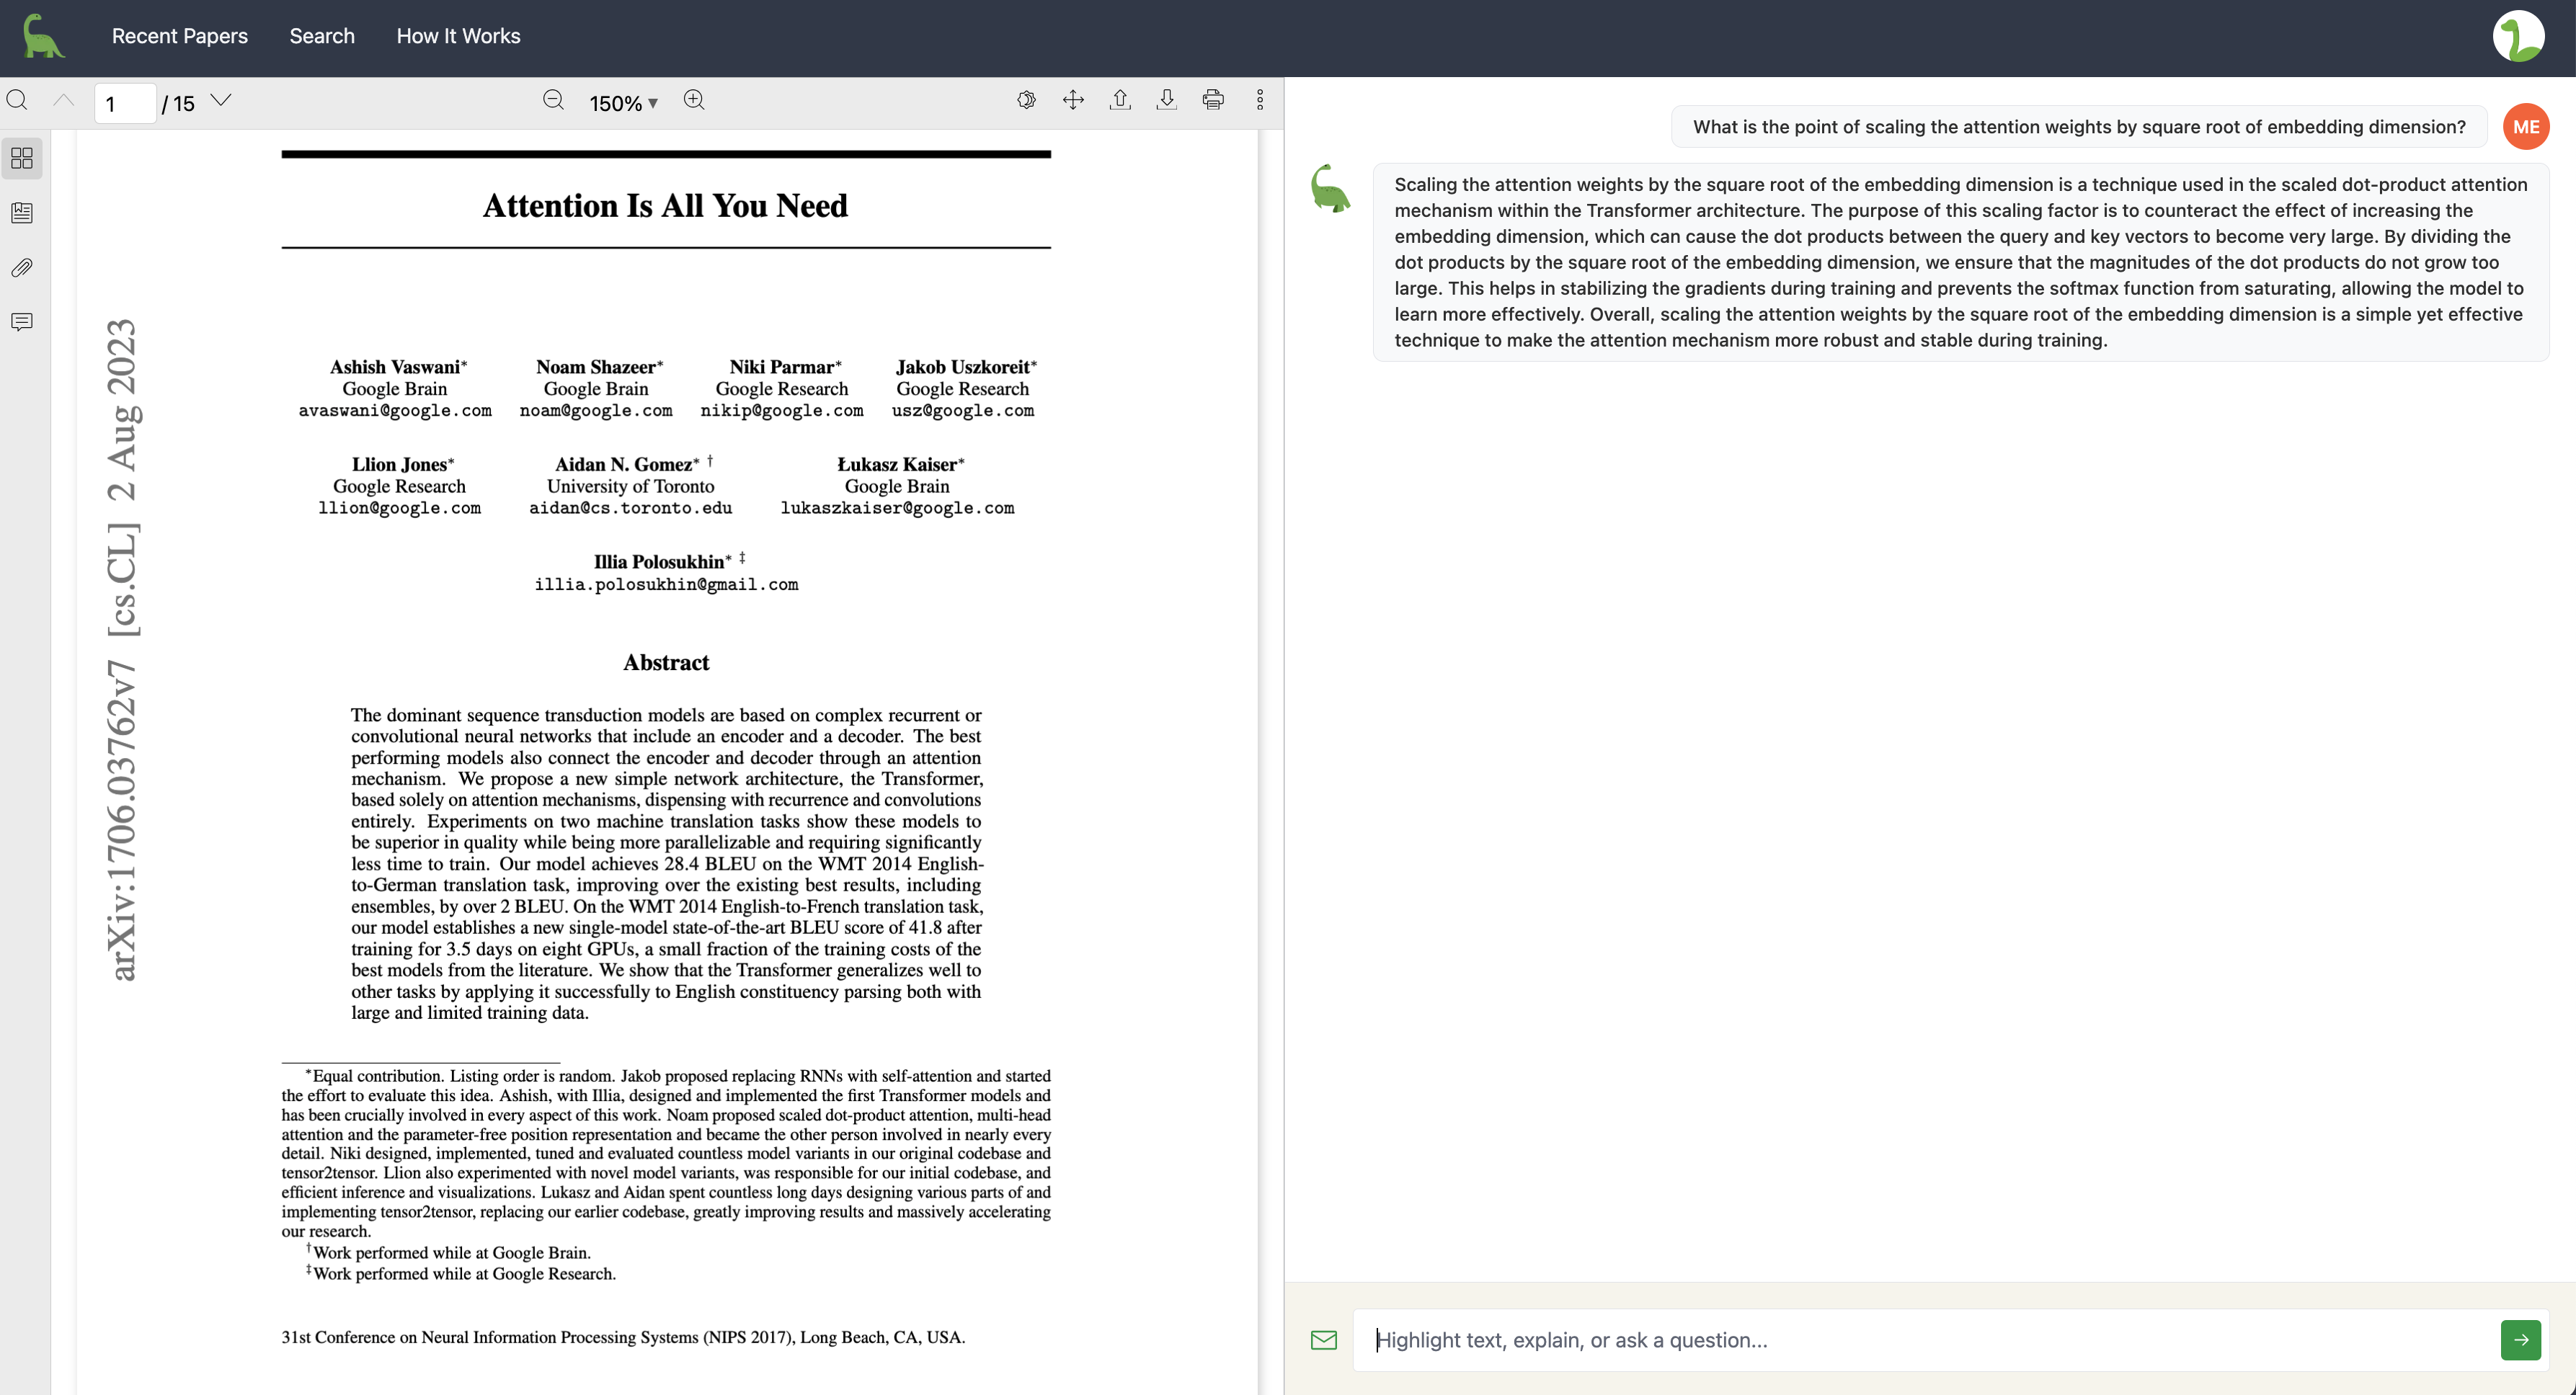 Recent Papers
Search
How It Works
1 / 15
150% ▾
Attention Is All You Need
Ashish Vaswani*
Google Brain
avaswani@google.com
Noam Shazeer*
Google Brain
noam@google.com
Niki Parmar*
Google Research
nikip@google.com
Jakob Uszkoreit*
Google Research
usz@google.com
Llion Jones*
Google Research
llion@google.com
Aidan N. Gomez* †
University of Toronto
aidan@cs.toronto.edu
Łukasz Kaiser*
Google Brain
lukaszkaiser@google.com
Illia Polosukhin* ‡
illia.polosukhin@gmail.com
arXiv:1706.03762v7 [cs.CL] 2 Aug 2023
Abstract
The dominant sequence transduction models are based on complex recurrent or
convolutional neural networks that include an encoder and a decoder. The best
performing models also connect the encoder and decoder through an attention
mechanism. We propose a new simple network architecture, the Transformer,
based solely on attention mechanisms, dispensing with recurrence and convolutions
entirely. Experiments on two machine translation tasks show these models to
be superior in quality while being more parallelizable and requiring significantly
less time to train. Our model achieves 28.4 BLEU on the WMT 2014 English-
to-German translation task, improving over the existing best results, including
ensembles, by over 2 BLEU. On the WMT 2014 English-to-French translation task,
our model establishes a new single-model state-of-the-art BLEU score of 41.8 after
training for 3.5 days on eight GPUs, a small fraction of the training costs of the
best models from the literature. We show that the Transformer generalizes well to
other tasks by applying it successfully to English constituency parsing both with
large and limited training data.
*Equal contribution. Listing order is random. Jakob proposed replacing RNNs with self-attention and started
the effort to evaluate this idea. Ashish, with Illia, designed and implemented the first Transformer models and
has been crucially involved in every aspect of this work. Noam proposed scaled dot-product attention, multi-head
attention and the parameter-free position representation and became the other person involved in nearly every
detail. Niki designed, implemented, tuned and evaluated countless model variants in our original codebase and
tensor2tensor. Llion also experimented with novel model variants, was responsible for our initial codebase, and
efficient inference and visualizations. Lukasz and Aidan spent countless long days designing various parts of and
implementing tensor2tensor, replacing our earlier codebase, greatly improving results and massively accelerating
our research.
†Work performed while at Google Brain.
‡Work performed while at Google Research.
31st Conference on Neural Information Processing Systems (NIPS 2017), Long Beach, CA, USA.
What is the point of scaling the attention weights by square root of embedding dimension?
ME
Scaling the attention weights by the square root of the embedding dimension is a technique used in the scaled dot-product attention
mechanism within the Transformer architecture. The purpose of this scaling factor is to counteract the effect of increasing the
embedding dimension, which can cause the dot products between the query and key vectors to become very large. By dividing the
dot products by the square root of the embedding dimension, we ensure that the magnitudes of the dot products do not grow too
large. This helps in stabilizing the gradients during training and prevents the softmax function from saturating, allowing the model to
learn more effectively. Overall, scaling the attention weights by the square root of the embedding dimension is a simple yet effective
technique to make the attention mechanism more robust and stable during training.
Highlight text, explain, or ask a question...